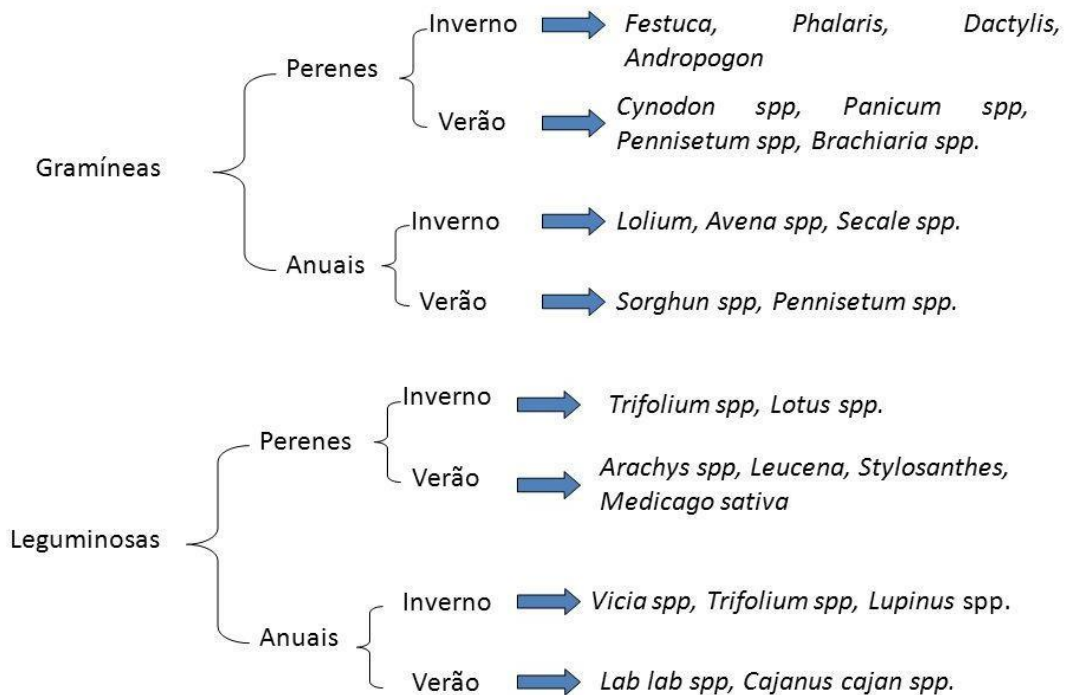 Gramíneas
Perenes
Inverno
Festuca, Phalaris, Dactylis,
Andropogon
Verão
Cynodon spp, Panicum spp,
Pennisetum spp, Brachiaria spp.
Anuais
Inverno
Lolium, Avena spp, Secale spp.
Verão
Sorghun spp, Pennisetum spp.
Leguminosas
Perenes
Inverno
Trifolium spp, Lotus spp.
Verão
Arachys spp, Leucena, Stylosanthes,
Medicago sativa
Anuais
Inverno
Vicia spp, Trifolium spp, Lupinus spp.
Verão
Lab lab spp, Cajanus cajan spp.